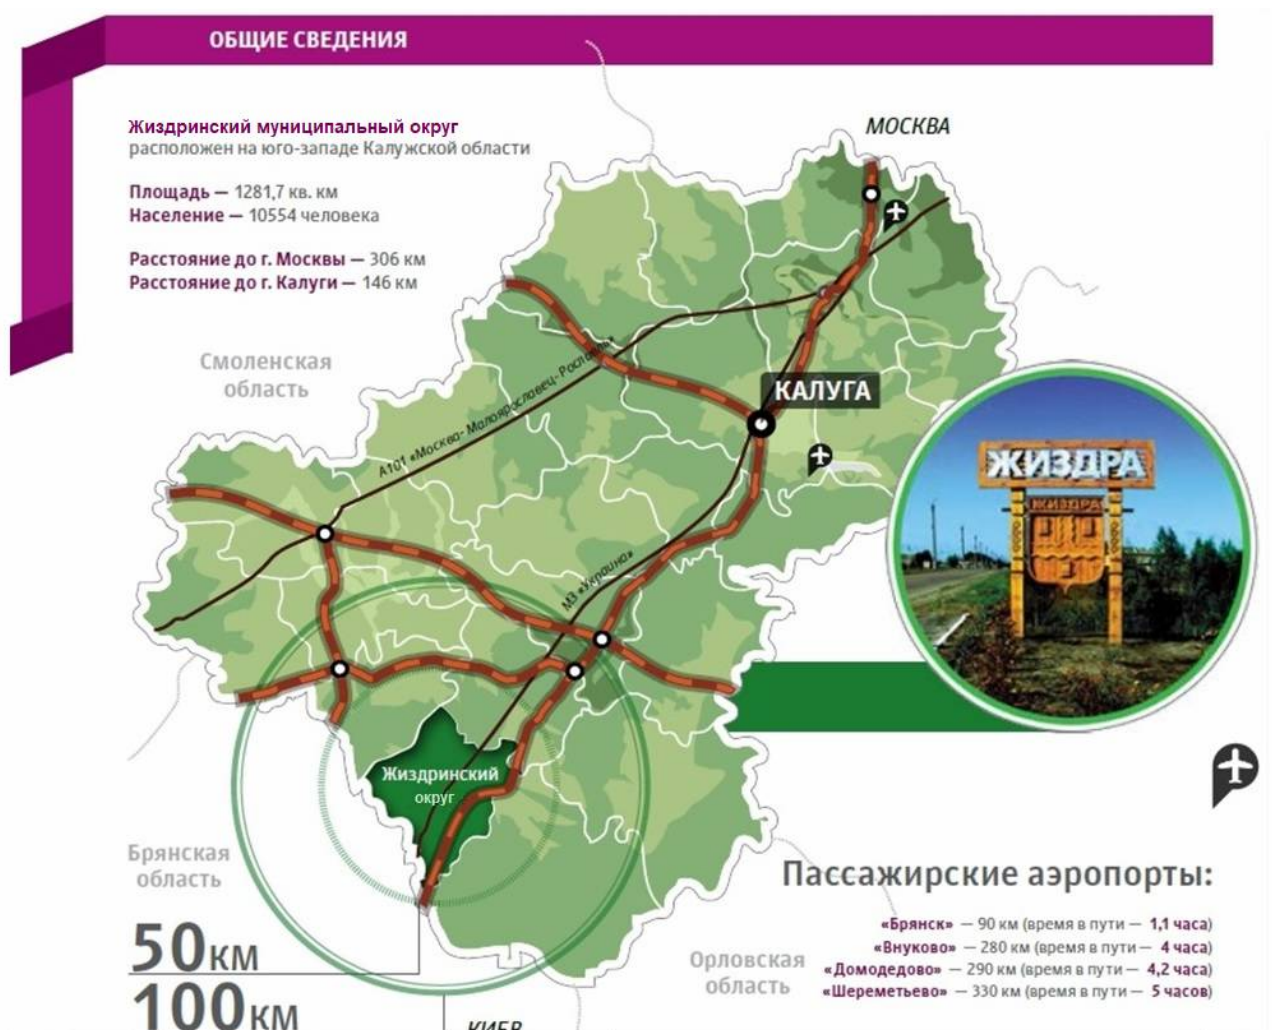 ОБЩИЕ СВЕДЕНИЯ
Жиздринский муниципальный округ
расположен на юго-западе Калужской области
Площадь — 1281,7 кв. км
Население — 10554 человека
Расстояние до г. Москвы — 306 км
Расстояние до г. Калуги — 146 км
МОСКВА
Смоленская
область
А101 «Москва-Малоярославец-Рославль»
КАЛУГА
ЖИЗДРА
ЖИЗДРА
М3 «Украина»
Жиздринский
округ
Брянская
область
50км
100км
КИЕВ
Орловская
область
Пассажирские аэропорты:
«Брянск» — 90 км (время в пути — 1,1 часа)
«Внуково» — 280 км (время в пути — 4 часа)
«Домодедово» — 290 км (время в пути — 4,2 часа)
«Шереметьево» — 330 км (время в пути — 5 часов)